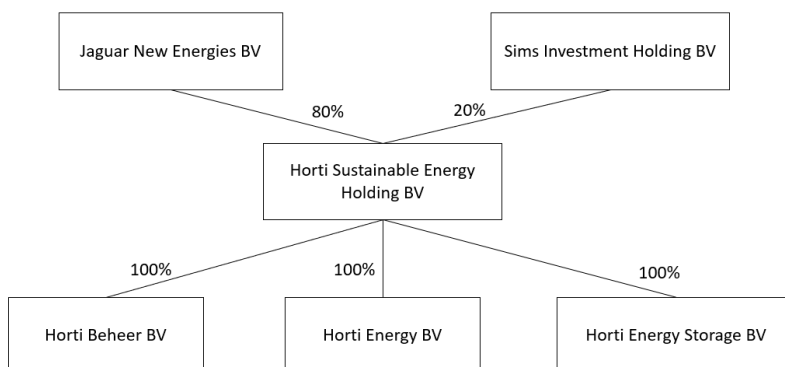 Jaguar New Energies BV
Sims Investment Holding BV
80%
20%
Horti Sustainable Energy
Holding BV
100%
100%
100%
Horti Beheer BV
Horti Energy BV
Horti Energy Storage BV